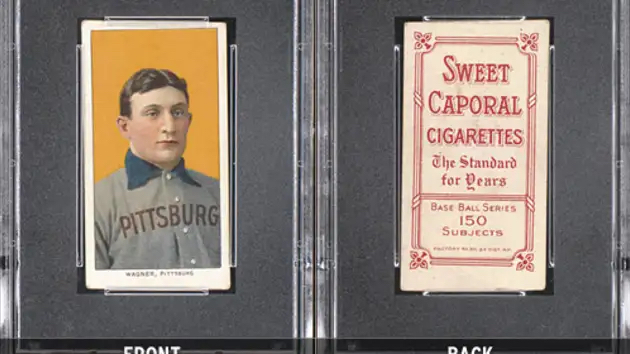 PITTSBURG
WAGNER, PITTSBURG
FRONT
SWEET
CAPORAL
CIGARETTES
The Standard
for Years
BASE BALL SERIES
150
SUBJECTS
BACK